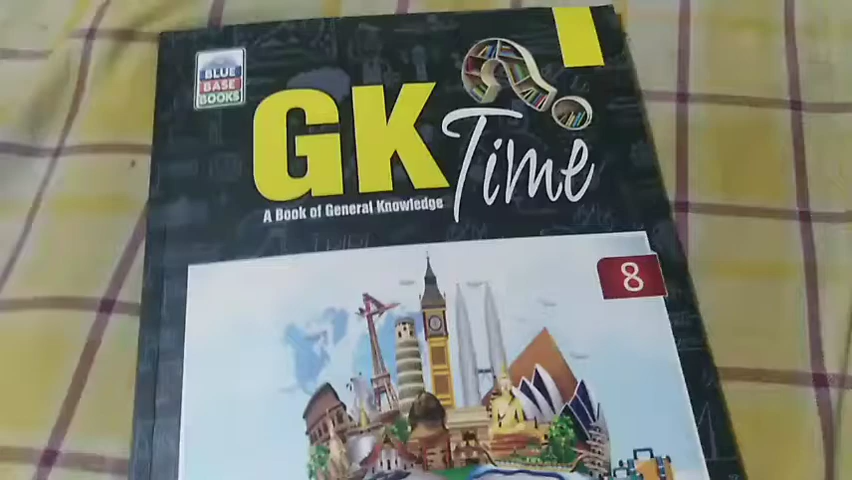 BLUE
BASE
BOOKS
GK Time
A Book of General Knowledge
8